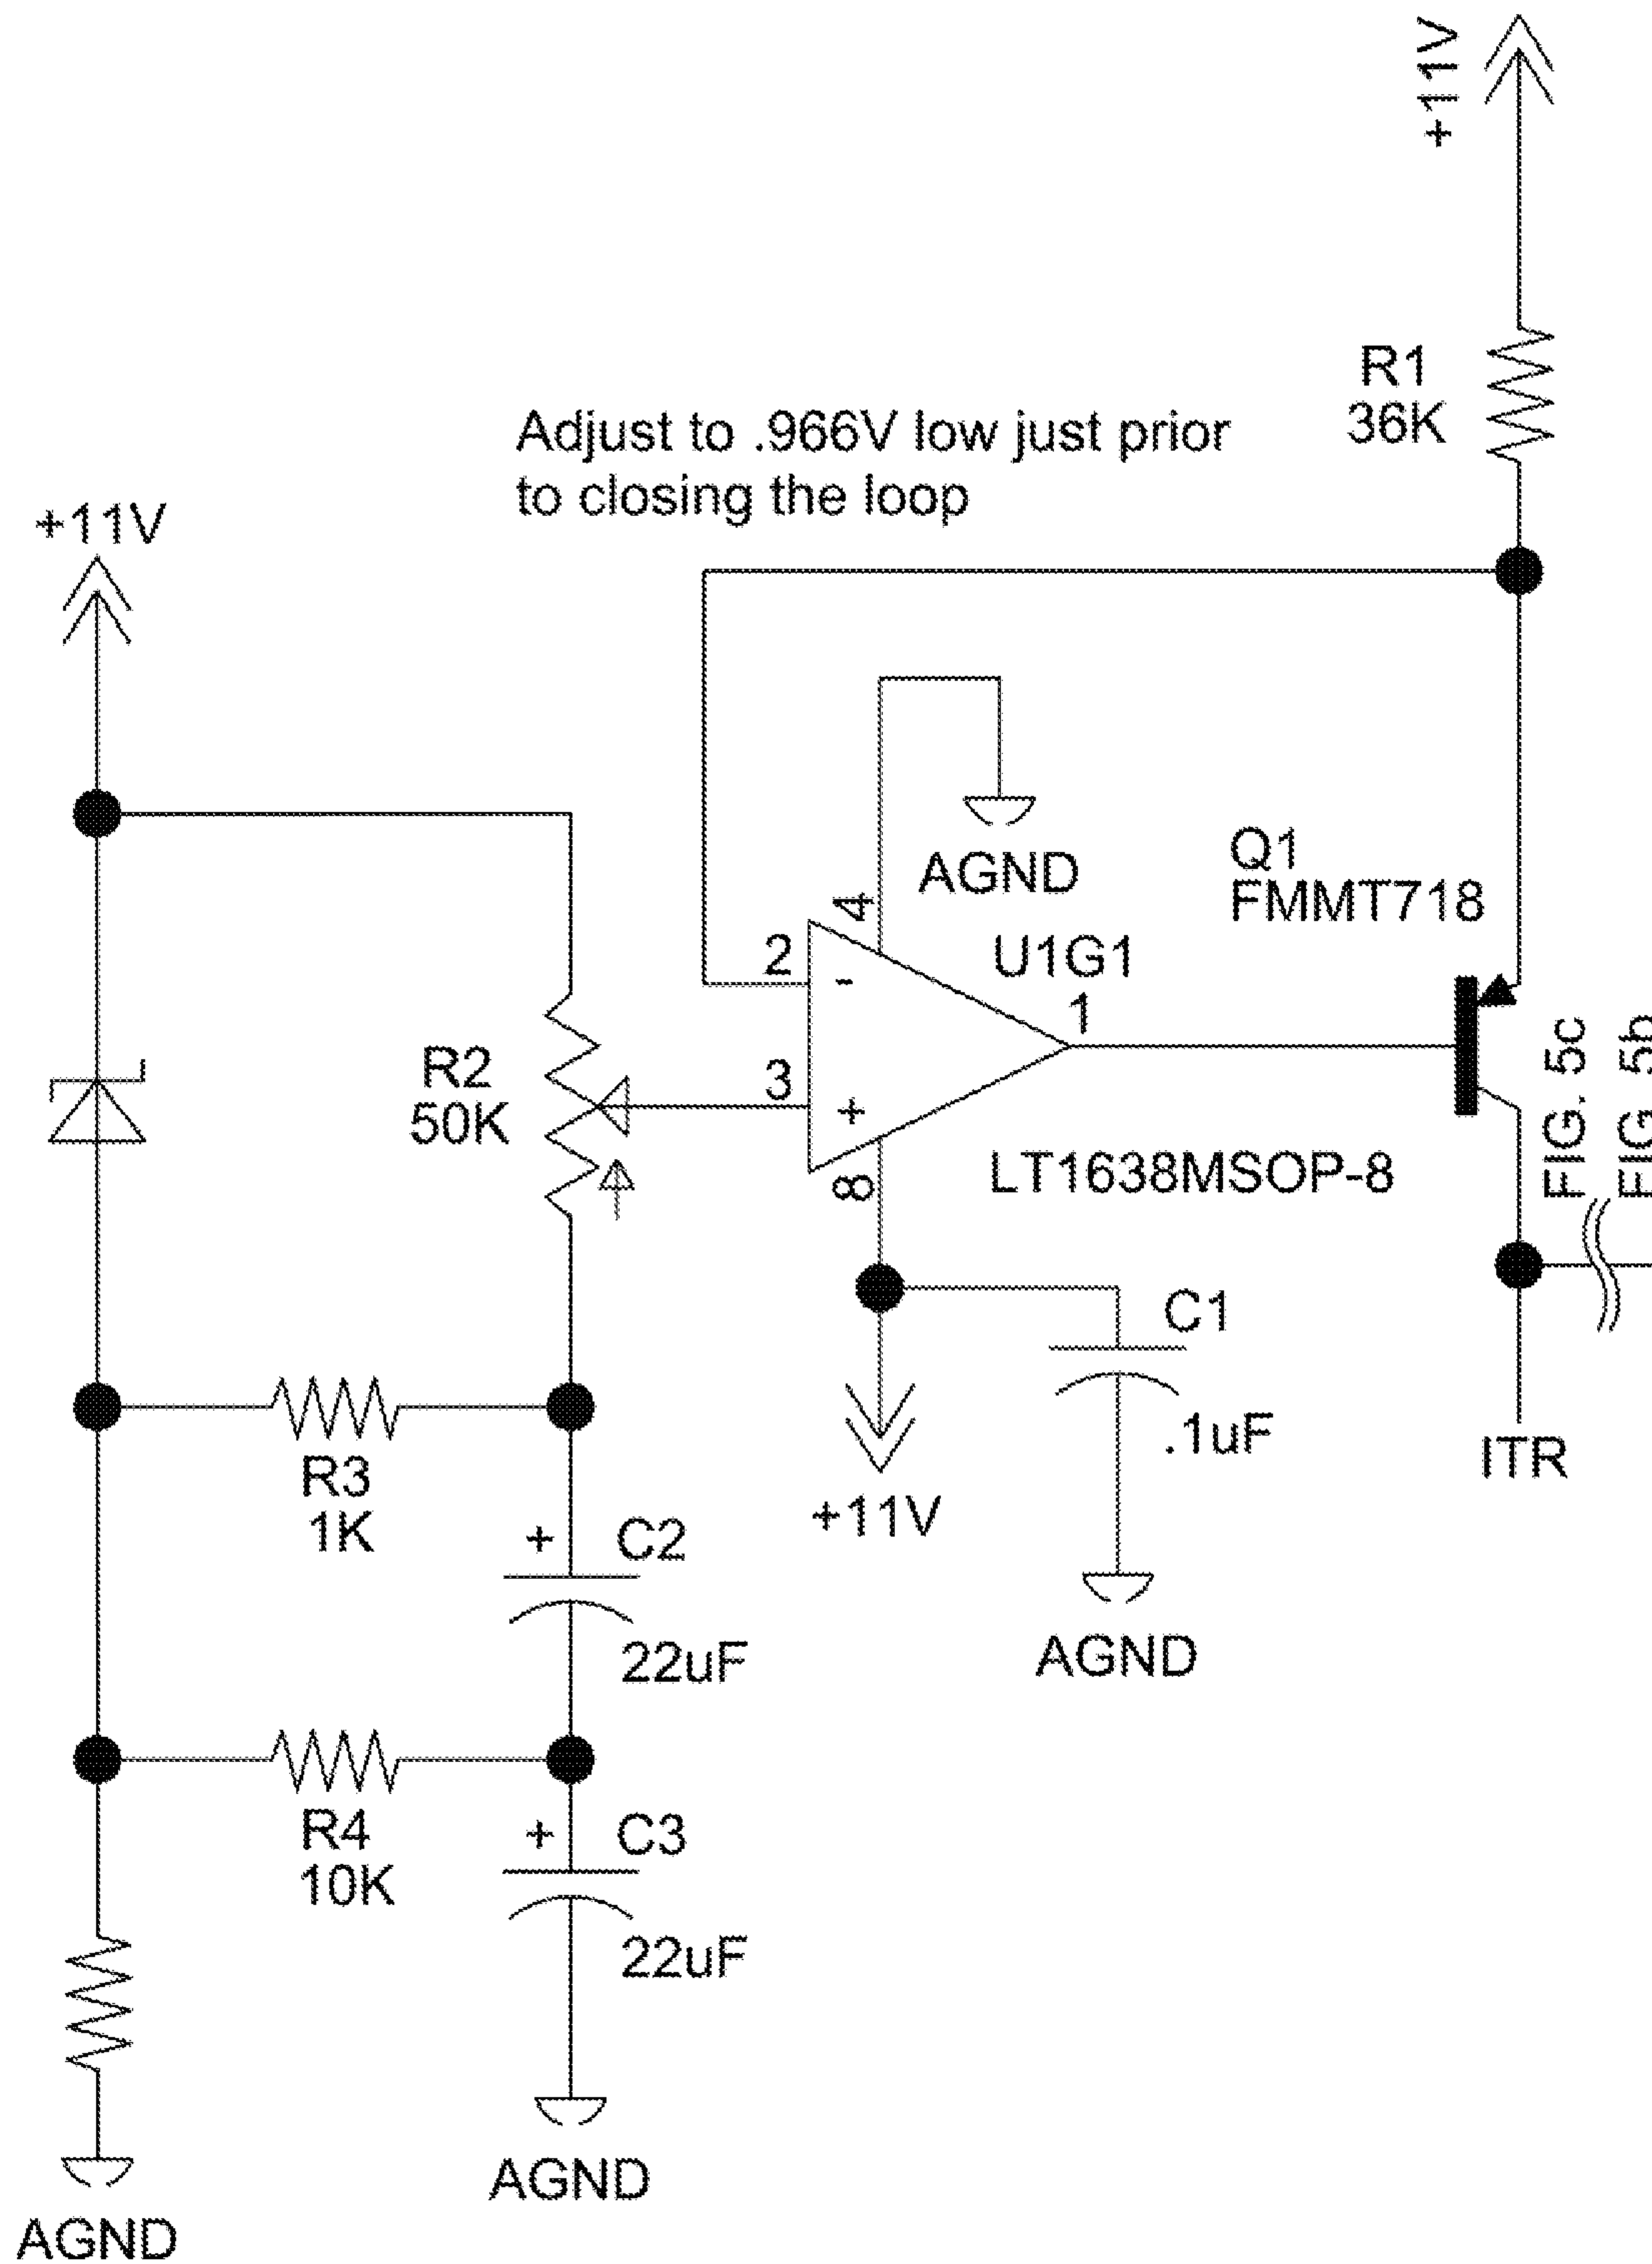 +11V
R1
36K
Adjust to .966V low just prior
to closing the loop
+11V
AGND
Q1
FMMT718
4
2
-
U1G1
1
R2
50K
3
+
8
LT1638MSOP-8
FIG. 5c
FIG. 5b
C1
.1uF
ITR
R3
1K
+11V
+
C2
22uF
AGND
R4
10K
+
C3
22uF
AGND
AGND